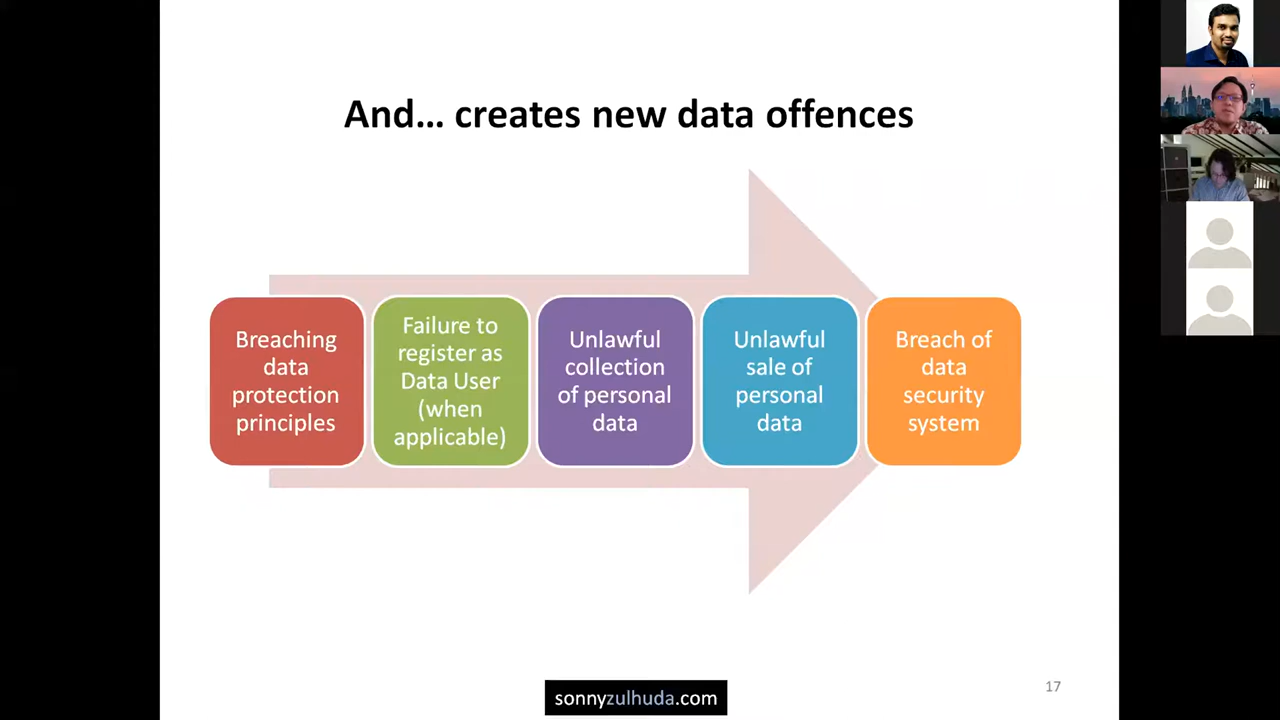 And... creates new data offences
Breaching
data
protection
principles
Failure to
register as
Data User
(when
applicable)
Unlawful
collection
of personal
data
Unlawful
sale of
personal
data
Breach of
data
security
system
sonnyzulhuda.com
17